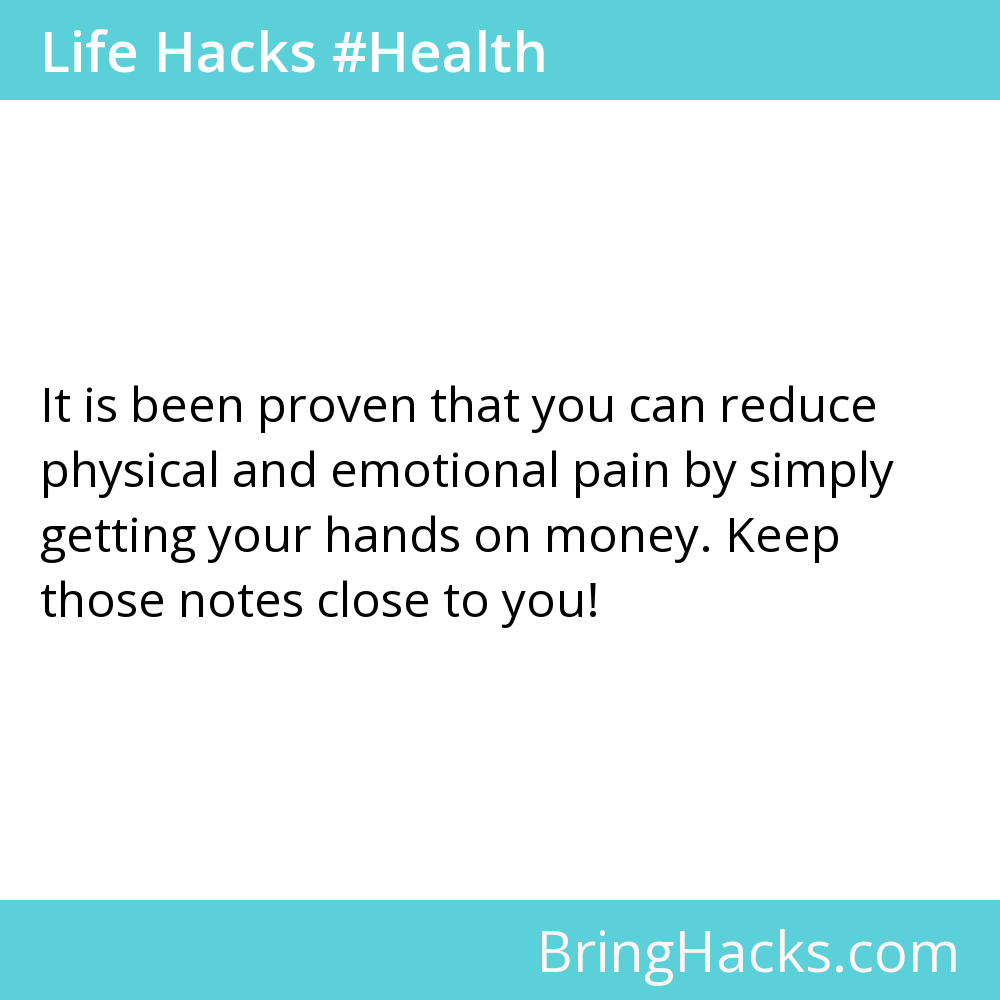 Life Hacks #Health
It is been proven that you can reduce
physical and emotional pain by simply
getting your hands on money. Keep
those notes close to you!
BringHacks.com